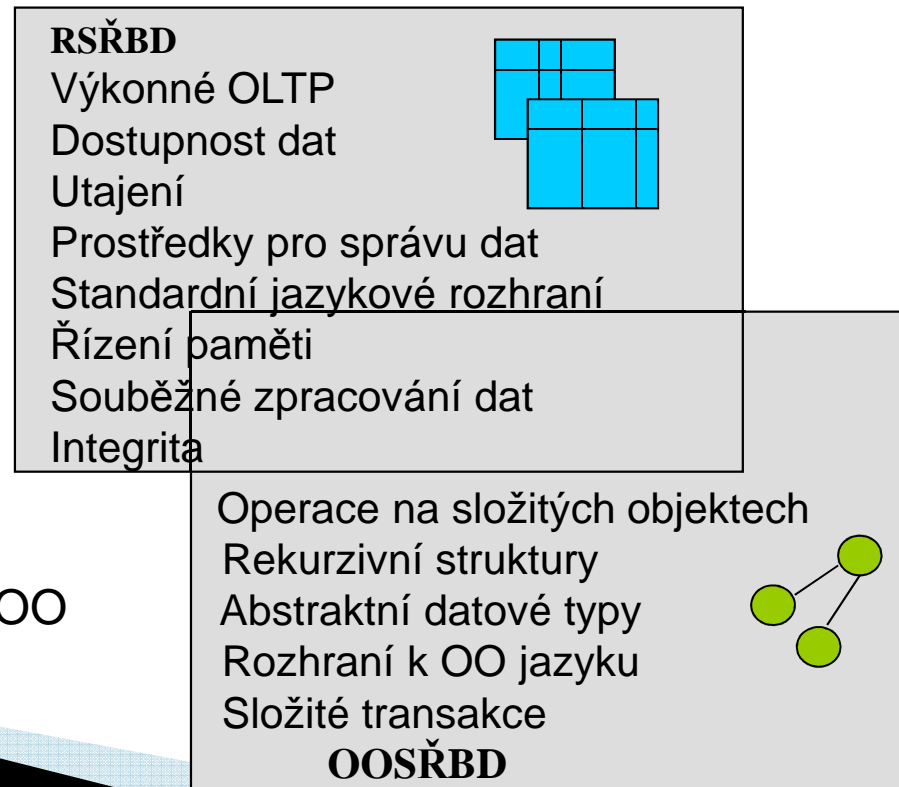 RSŘBD
Výkonné OLTP
Dostupnost dat
Utajení
Prostředky pro správu dat
Standardní jazykové rozhraní
Řízení paměti
Souběžné zpracování dat
Integrita
Operace na složitých objektech
Rekurzivní struktury
OO
Abstraktní datové typy
Rozhraní k OO jazyku
Složité transakce
OOSŘBD